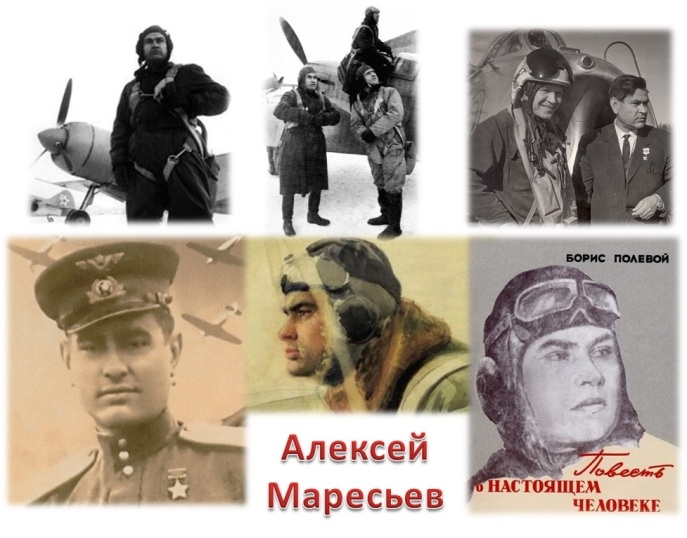 БОРИС ПОЛЕВОЙ
Повесть
о НАСТОЯЩЕМ
ЧЕЛОВЕКЕ
Алексей
Маресьев